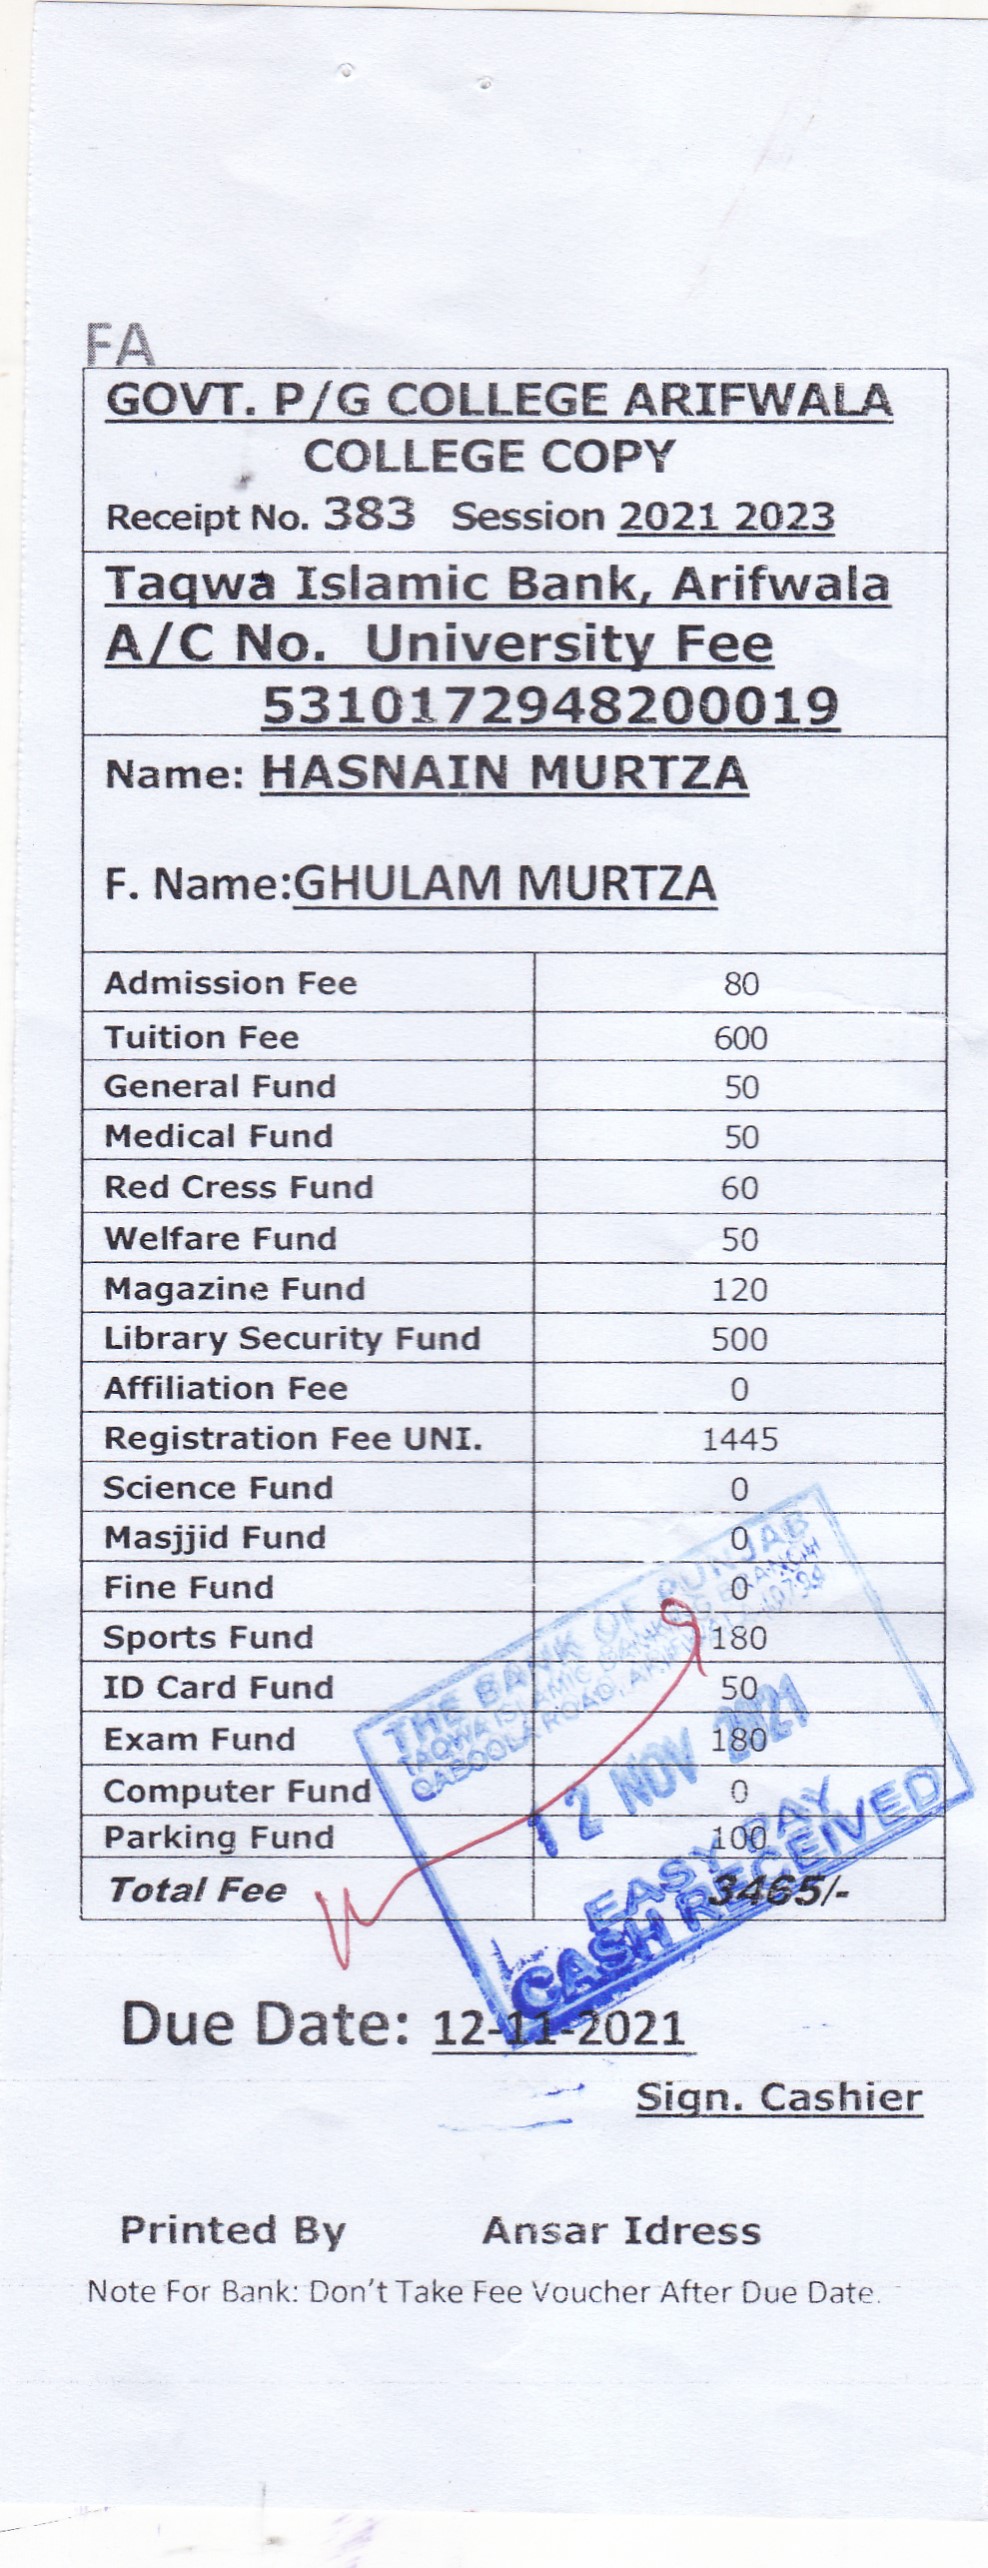 FA
GOVT. P/G COLLEGE ARIFWALA
COLLEGE COPY
Receipt No. 383 Session 2021 2023
Taqwa Islamic Bank, Arifwala
A/C No. University Fee
5310172948200019
Name: HASNAIN MURTZA
F. Name:GHULAM MURTZA
Admission Fee 80
Tuition Fee 600
General Fund 50
Medical Fund 50
Red Cress Fund 60
Welfare Fund 50
Magazine Fund 120
Library Security Fund 500
Affiliation Fee 0
Registration Fee UNI. 1445
Science Fund 0
Masjjid Fund 0
Fine Fund 0
Sports Fund 180
ID Card Fund 50
Exam Fund 180
Computer Fund 0
Parking Fund 100
Total Fee 3465/-
THE BANK OF PUNJAB
TAQWA ISLAMIC BANKING BRANCH
QABOOLA ROAD, ARIFWALA
12 NOV 2021
EASY PAY
CASH RECEIVED
Due Date: 12-11-2021
Sign. Cashier
Printed By Ansar Idress
Note For Bank: Don't Take Fee Voucher After Due Date.